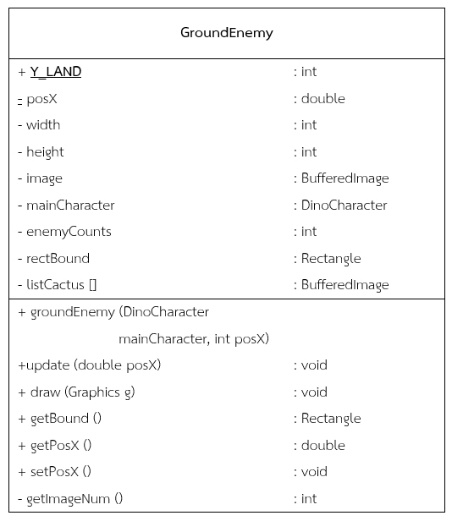 GroundEnemy
+ Y_LAND : int
- posX : double
- width : int
- height : int
- image : BufferedImage
- mainCharacter : DinoCharacter
- enemyCounts : int
- rectBound : Rectangle
- listCactus [] : BufferedImage
+ groundEnemy (DinoCharacter
mainCharacter, int posX)
+update (double posX) : void
+ draw (Graphics g) : void
+ getBound () : Rectangle
+ getPosX () : double
+ setPosX () : void
- getImageNum () : int